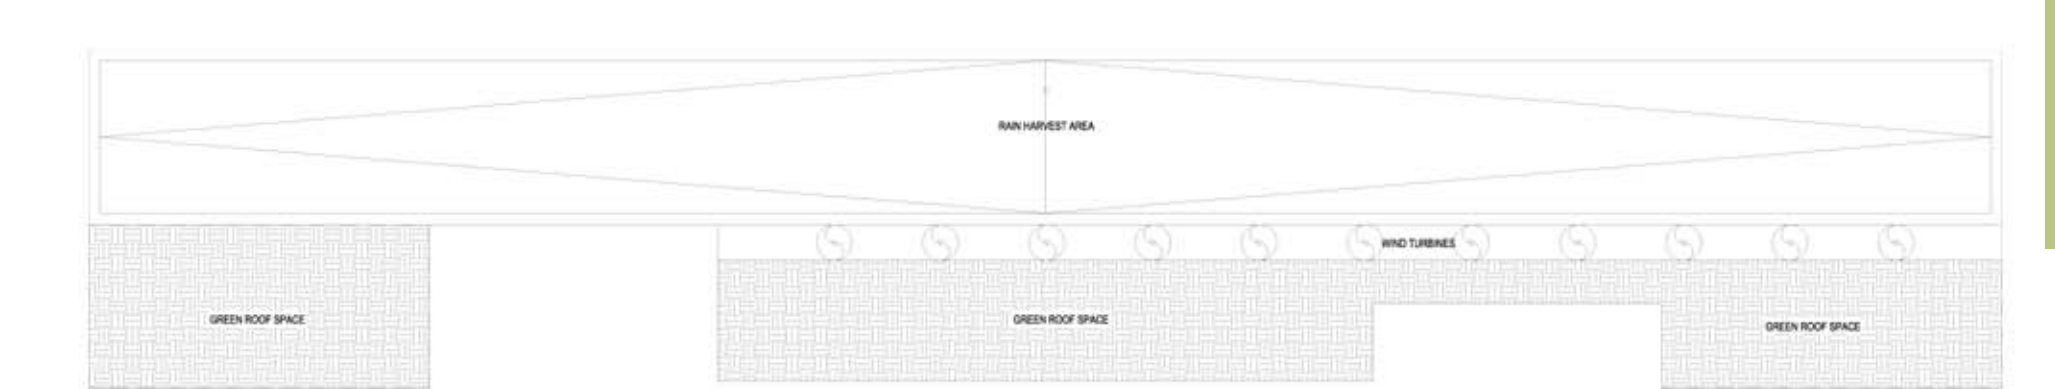 RAIN HARVEST AREA
WIND TURBINES
GREEN ROOF SPACE
GREEN ROOF SPACE
GREEN ROOF SPACE